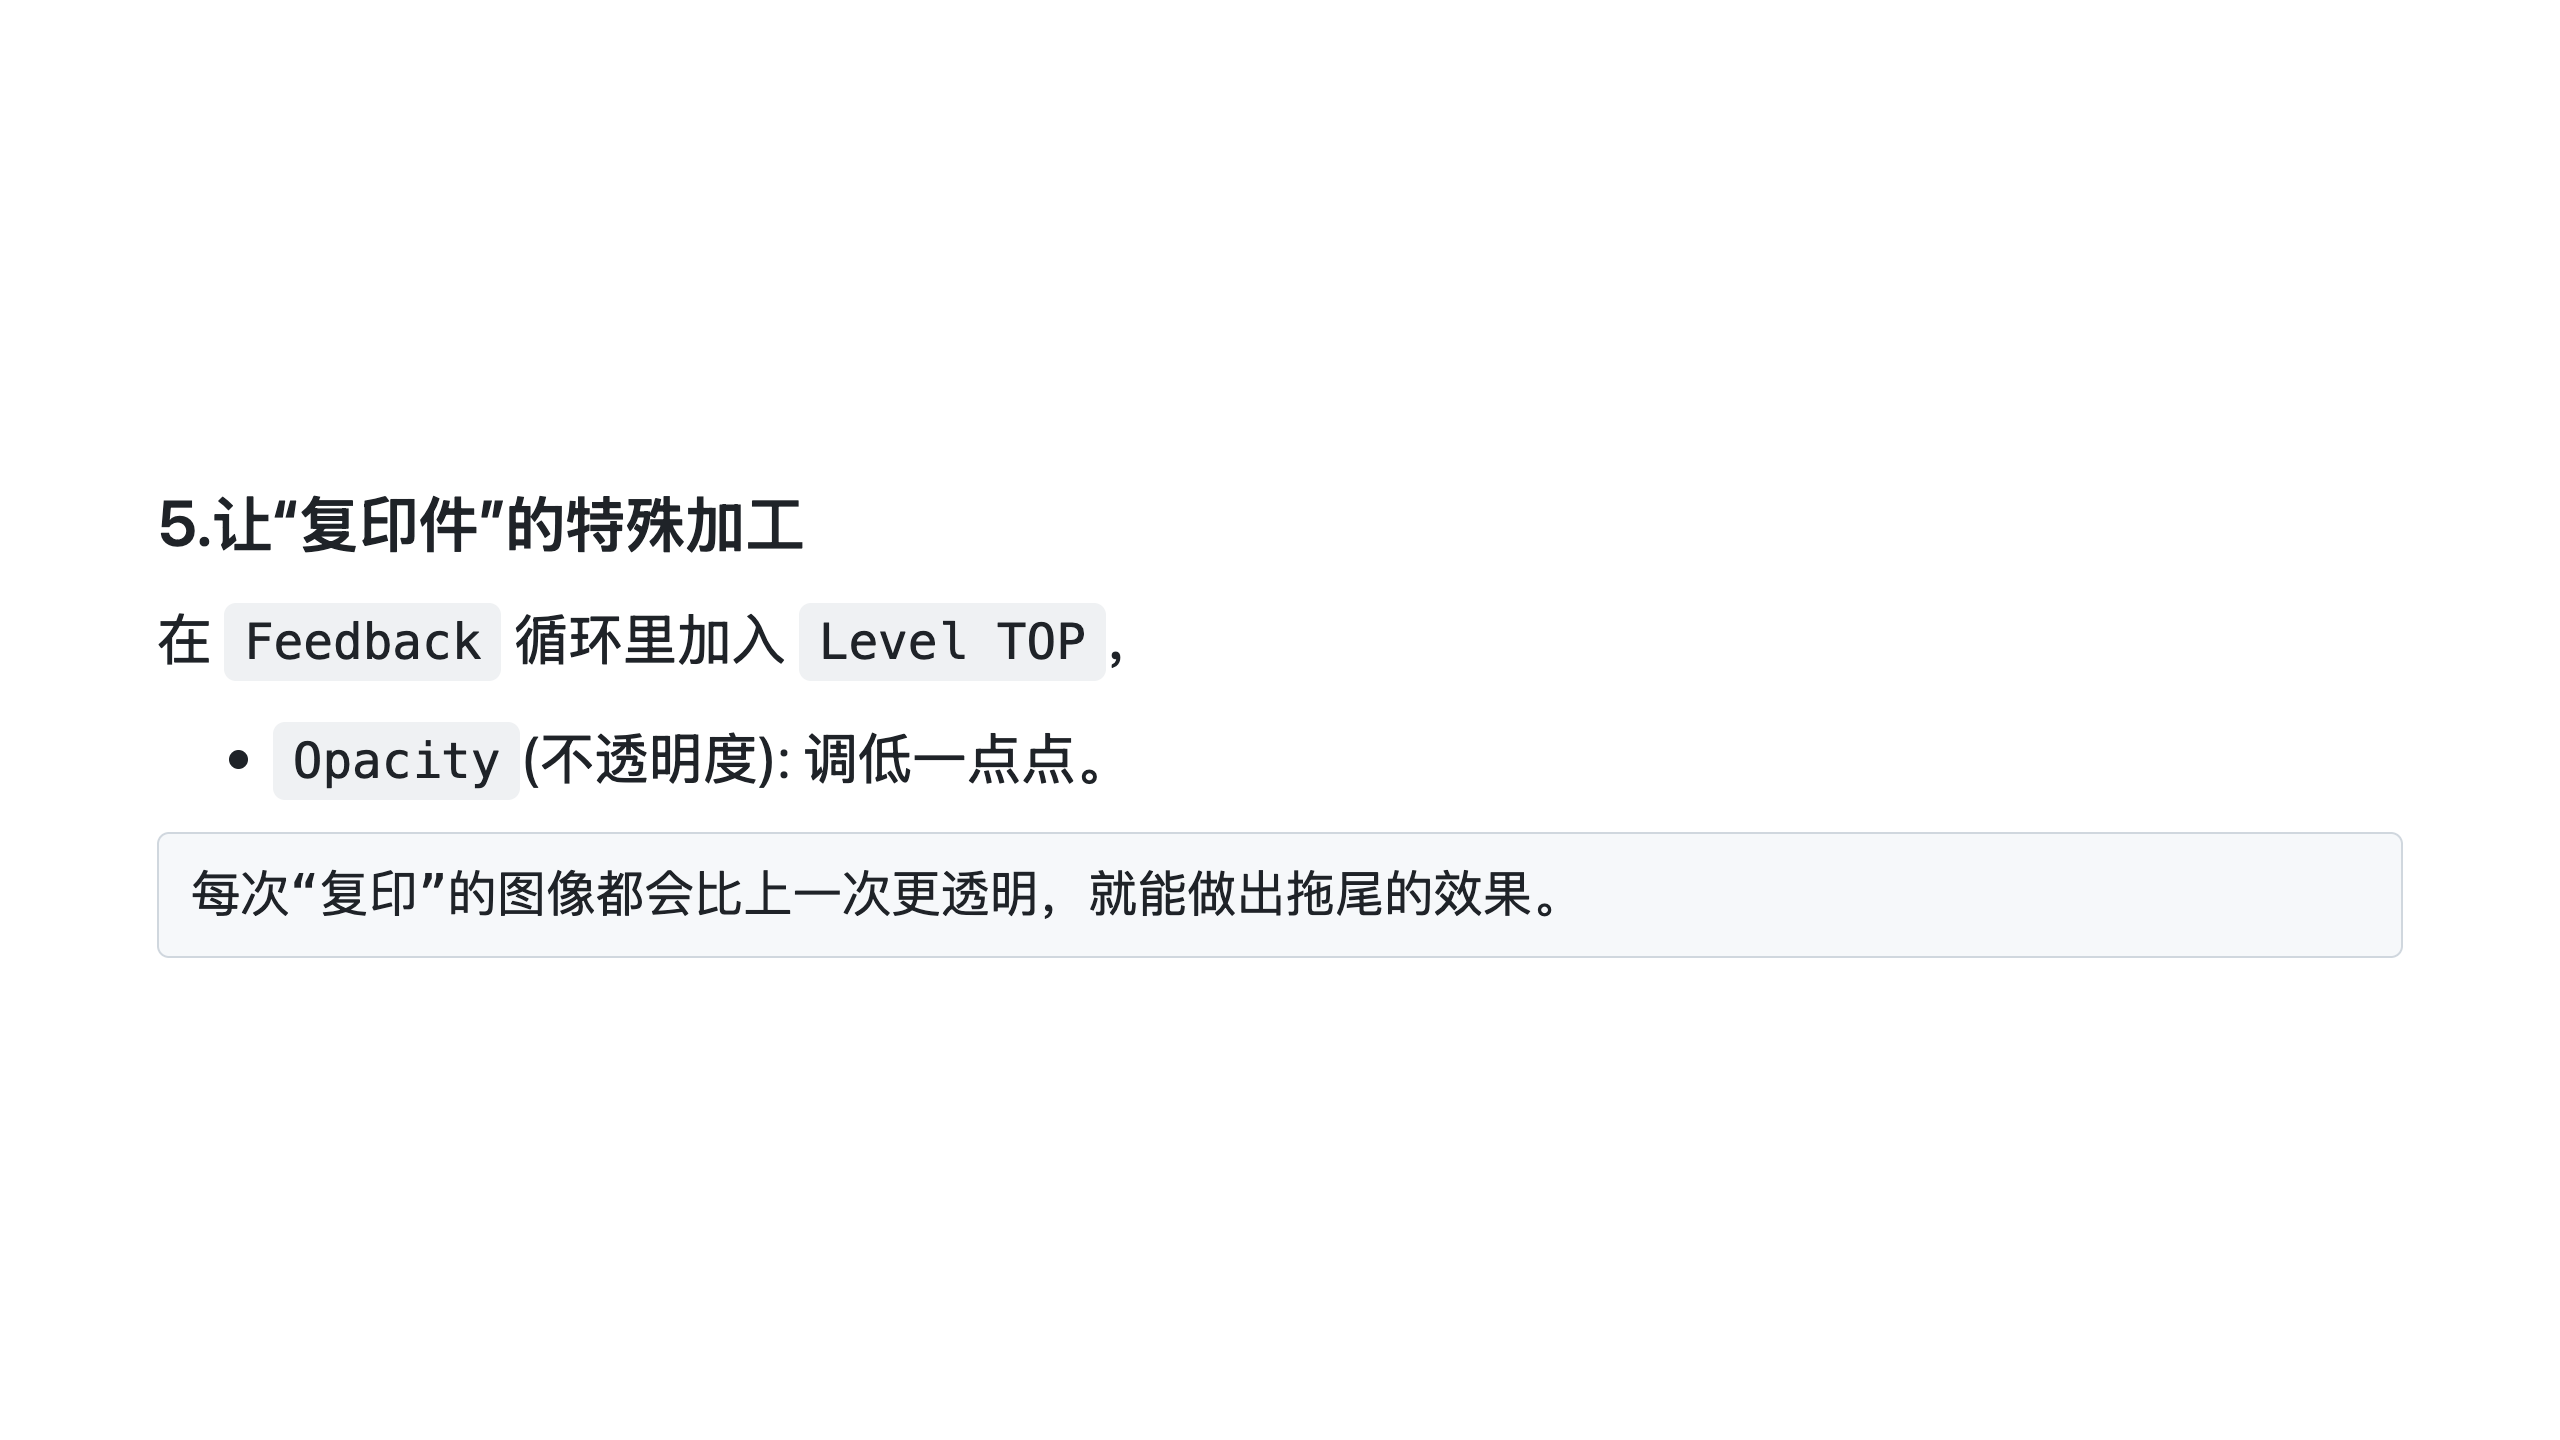 5.让“复印件”的特殊加工
在 Feedback 循环里加入 Level TOP，
• Opacity(不透明度): 调低一点点。
每次“复印”的图像都会比上一次更透明，就能做出拖尾的效果。